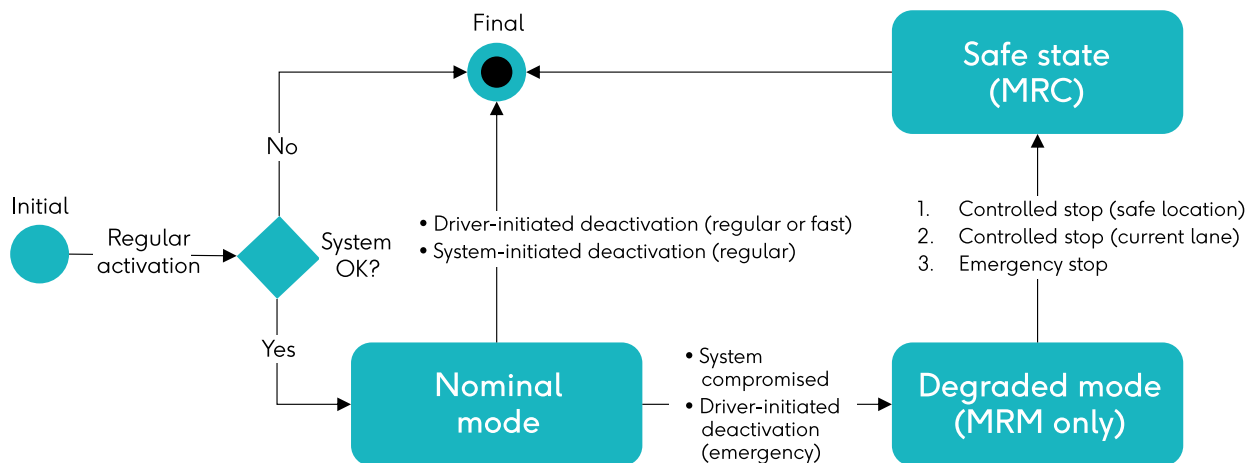 Final
Safe state
(MRC)
No
Initial
Regular
activation
System
OK?
• Driver-initiated deactivation (regular or fast)
• System-initiated deactivation (regular)
1. Controlled stop (safe location)
2. Controlled stop (current lane)
3. Emergency stop
Yes
Nominal
mode
• System
compromised
• Driver-initiated
deactivation
(emergency)
Degraded mode
(MRM only)